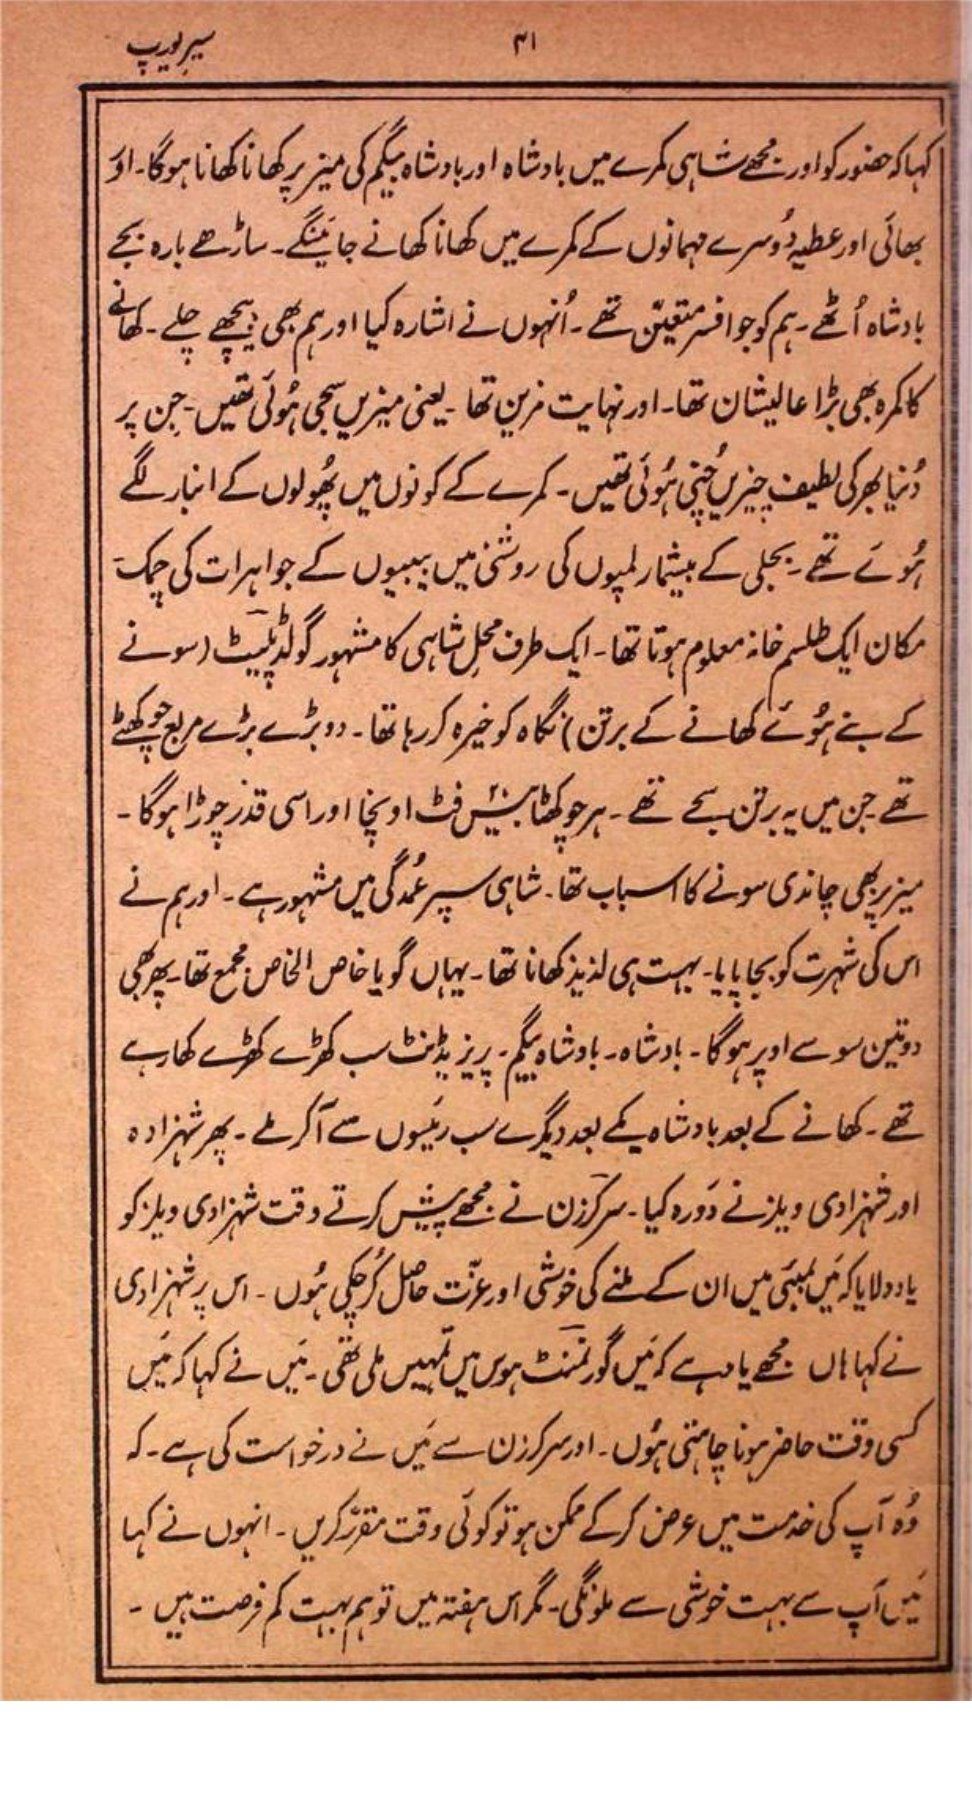 سیر یورپ ۴۱
کہا کہ حضور کو اور مجھے شاہی کمرے میں بادشاہ اور بادشاہ بیگم کی میز پر کھانا کھانا ہوگا۔ اور
بھائی اور عطیہ دُوسرے مہمانوں کے کمرے میں کھانا کھانے جائینگے۔ ساڑھے بارہ بجے
بادشاہ اُٹھے۔ ہم کو جو افسر متعیّن تھے۔ اُنہوں نے اشارہ کیا اور ہم بھی پیچھے چلے۔ کھانے
کا کمرہ بھی بڑا عالیشان تھا۔ اور نہایت مزین تھا۔ یعنی میزیں سجی ہُوئی تھیں۔ جِن پر
دُنیا بھر کی لطیف چیزیں چُنی ہُوئی تھیں۔ کمرے کے کونوں میں پُھولوں کے انبار لگے
ہُوئے تھے۔ بجلی کے بیشمار لمپوں کی روشنی میں بیبیوں کے جواہرات کی چمک۔
مکان ایک طلسم خانہ معلوم ہوتا تھا۔ ایک طرف محلِ شاہی کا مشہور گولڈ پلیٹ (سونے
کے بنے ہُوئے کھانے کے برتن) نگاہ کو خیرہ کر رہا تھا۔ دو بڑے بڑے مربع چوکھٹے
تھے جن میں یہ برتن سجے تھے۔ ہر چوکھٹا بیس ۲۰ فٹ اونچا اور اسی قدر چوڑا ہوگا۔
میز پر بھی چاندی سونے کا اسباب تھا۔ شاہی سپر عُمدگی میں مشہور ہے۔ اور ہم نے
اس کی شہرت کو بجا پایا۔ بہت ہی لذیذ کھانا تھا۔ یہاں گویا خاص الخاص مجمع تھا۔ پھر بھی
دو تین سو سے اوپر ہوگا۔ بادشاہ۔ بادشاہ بیگم۔ پریزیڈنٹ سب کھڑے کھڑے کھا رہے
تھے۔ کھانے کے بعد بادشاہ یکے بعد دیگرے سب رئیسوں سے آکر ملے۔ پھر شہزادہ
اور شہزادی ویلز نے دَورہ کیا۔ سر کرزن نے مجھے پیش کرتے وقت شہزادی ویلز کو
یاد دلایا کہ مَیں بمبئی میں ان کے ملنے کی خوشی اور عزّت حاصل کر چکی ہُوں۔ اس پر شہزادی
نے کہا ہاں مجھے یاد ہے کہ مَیں گورنمنٹ ہوس میں تمہیں ملی تھی۔ مَیں نے کہا کہ مَیں
کسی وقت حاضر ہونا چاہتی ہُوں۔ اور سر کرزن سے مَیں نے درخواست کی ہے۔ کہ
وُہ آپ کی خدمت میں عرض کر کے ممکن ہو تو کوئی وقت مقرّر کریں۔ انہوں نے کہا
مَیں آپ سے بہت خوشی سے ملونگی۔ مگر اس ہفتہ میں تو ہم بہت کم فرصت ہیں۔